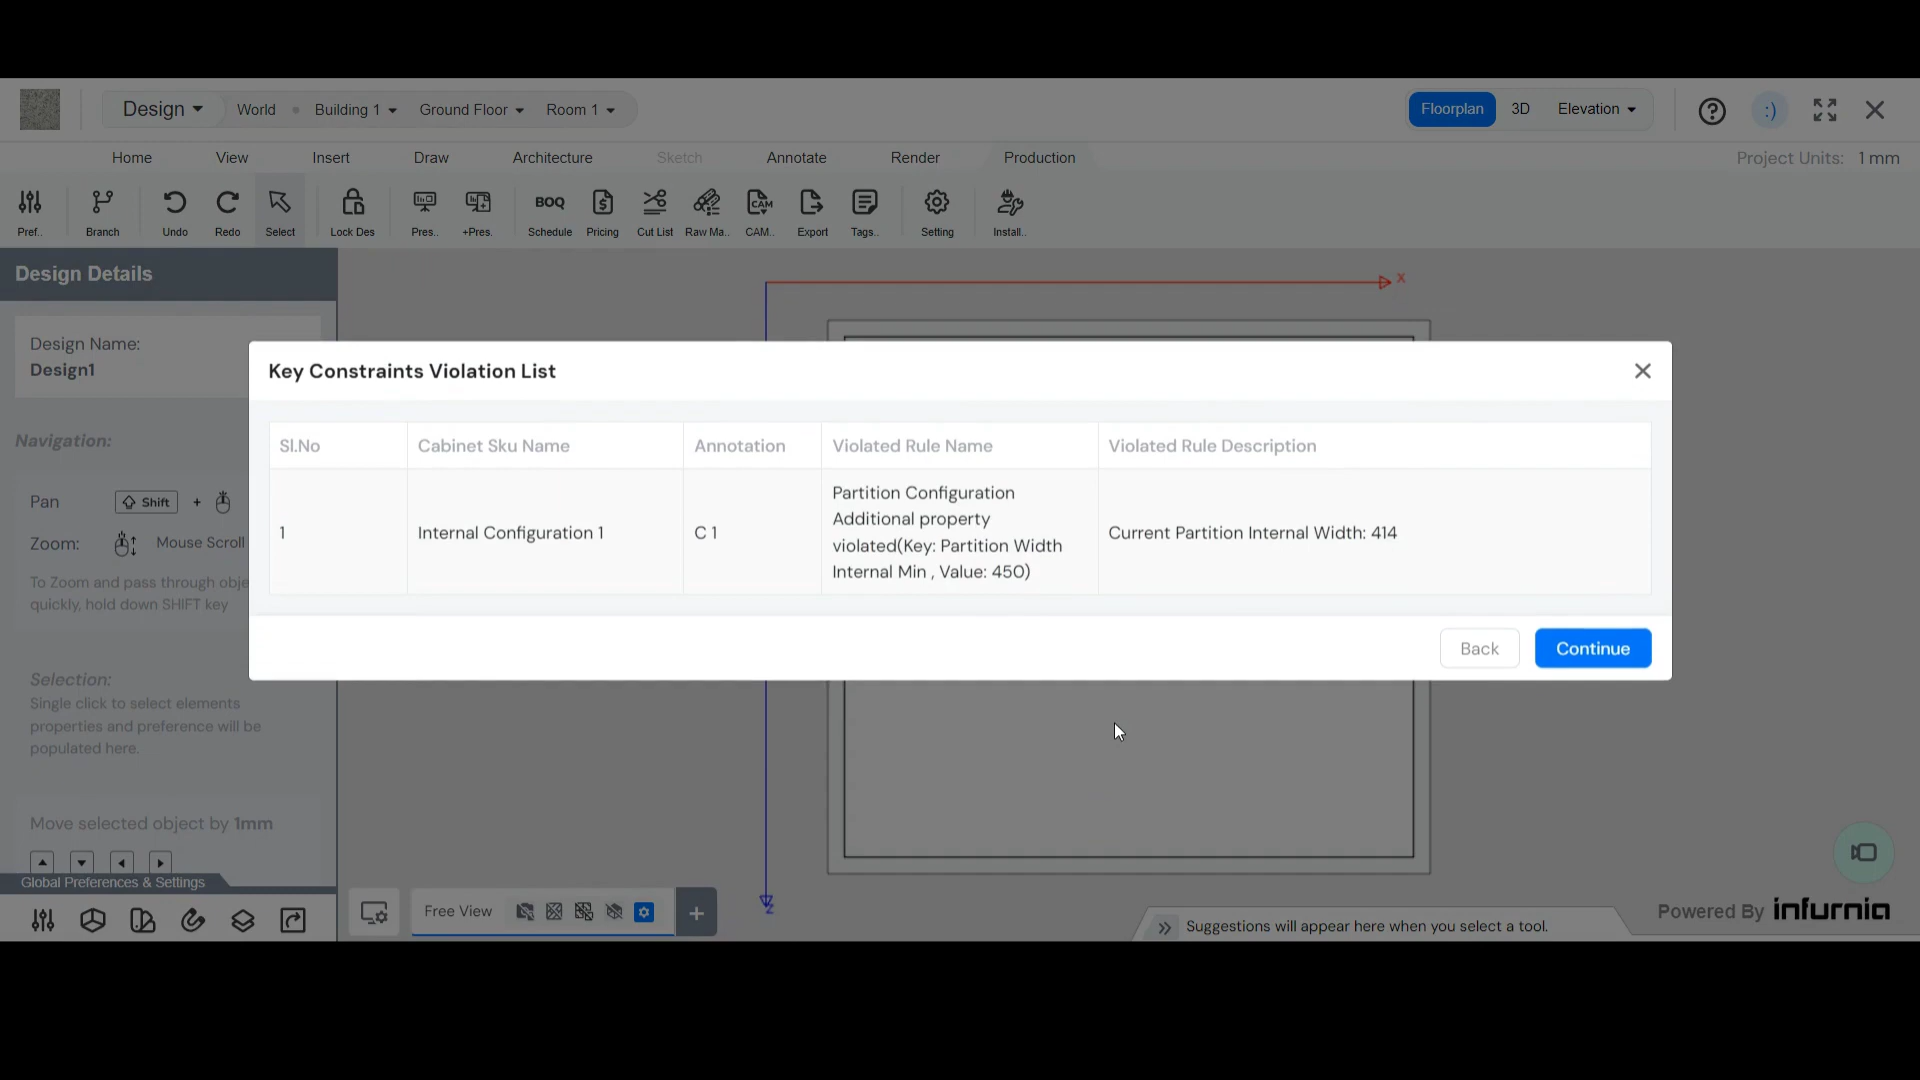 Design World Building 1 Ground Floor Room 1 Floorplan 3D Elevation :)
Home View Insert Draw Architecture Sketch Annotate Render Production Project Units: 1 mm
BOQ CAM
Pref.. Branch Undo Redo Select Lock Des Pres.. +Pres. Schedule Pricing Cut List Raw Ma.. CAM.. Export Tags.. Setting Install..
Design Details
X
Design Name:
Design1
Navigation:
Pan Shift +
Zoom: Mouse Scroll
To Zoom and pass through obje
quickly, hold down SHIFT key
Selection:
Single click to select elements
properties and preference will be
populated here.
Move selected object by 1mm
Global Preferences & Settings
Key Constraints Violation List
Sl.No Cabinet Sku Name Annotation Violated Rule Name Violated Rule Description
1 Internal Configuration 1 C 1
Partition Configuration
Additional property
violated(Key: Partition Width
Internal Min , Value: 450)
Current Partition Internal Width: 414
Back Continue
Z
Free View +
Suggestions will appear here when you select a tool.
Powered By infurnia